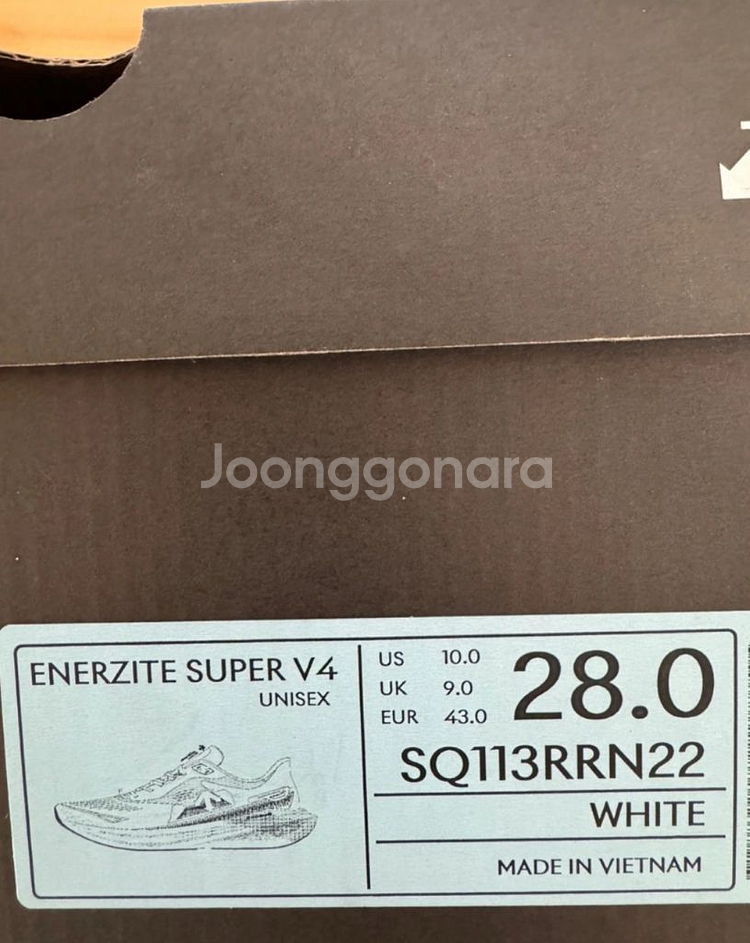 Joonggonara
ENERZITE SUPER V4
UNISEX
US 10.0
UK 9.0
EUR 43.0
28.0
SQ113RRN22
WHITE
MADE IN VIETNAM